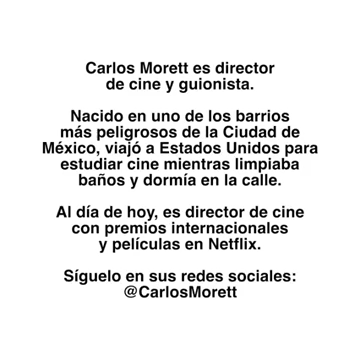 Carlos Morett es director
de cine y guionista.
Nacido en uno de los barrios
más peligrosos de la Ciudad de
México, viajó a Estados Unidos para
estudiar cine mientras limpiaba
baños y dormía en la calle.
Al día de hoy, es director de cine
con premios internacionales
y películas en Netflix.
Síguelo en sus redes sociales:
@CarlosMorett